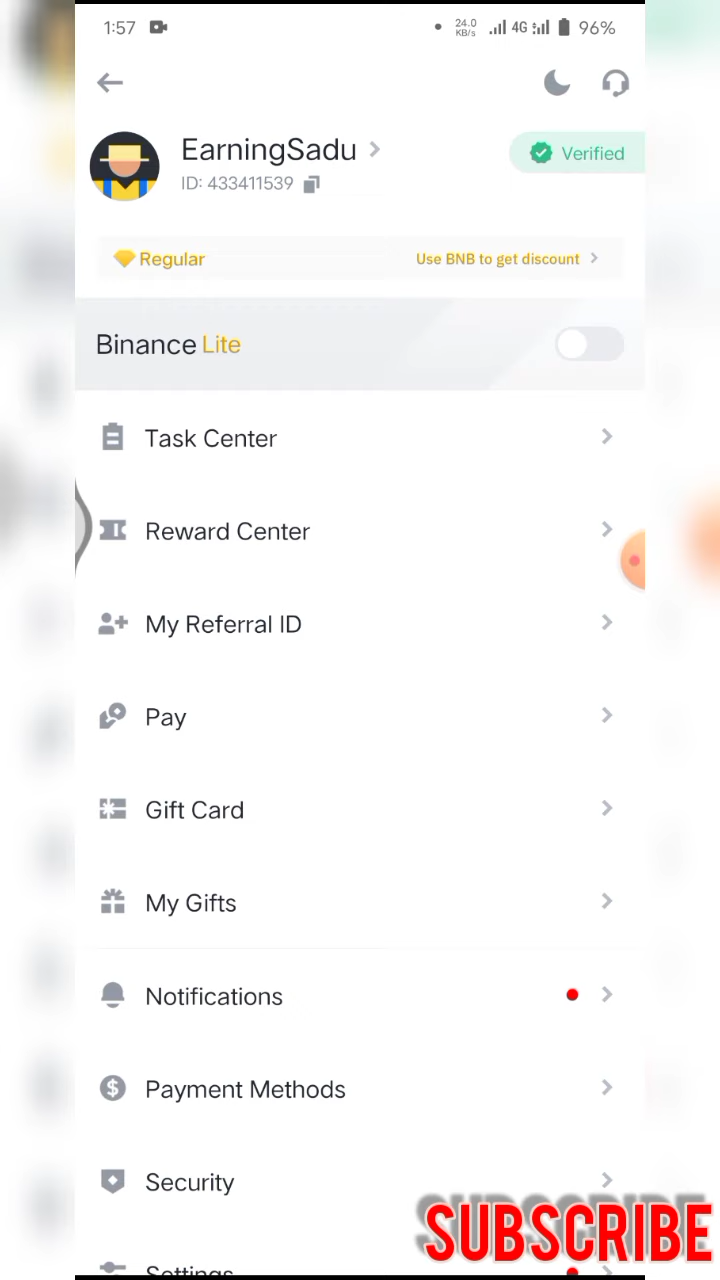 1:57 24.0 KB/s 4G 96%
EarningSadu
ID: 433411539
Verified
Regular Use BNB to get discount
Binance Lite
Task Center
Reward Center
My Referral ID
Pay
Gift Card
My Gifts
Notifications
Payment Methods
Security
SUBSCRIBE
Settings